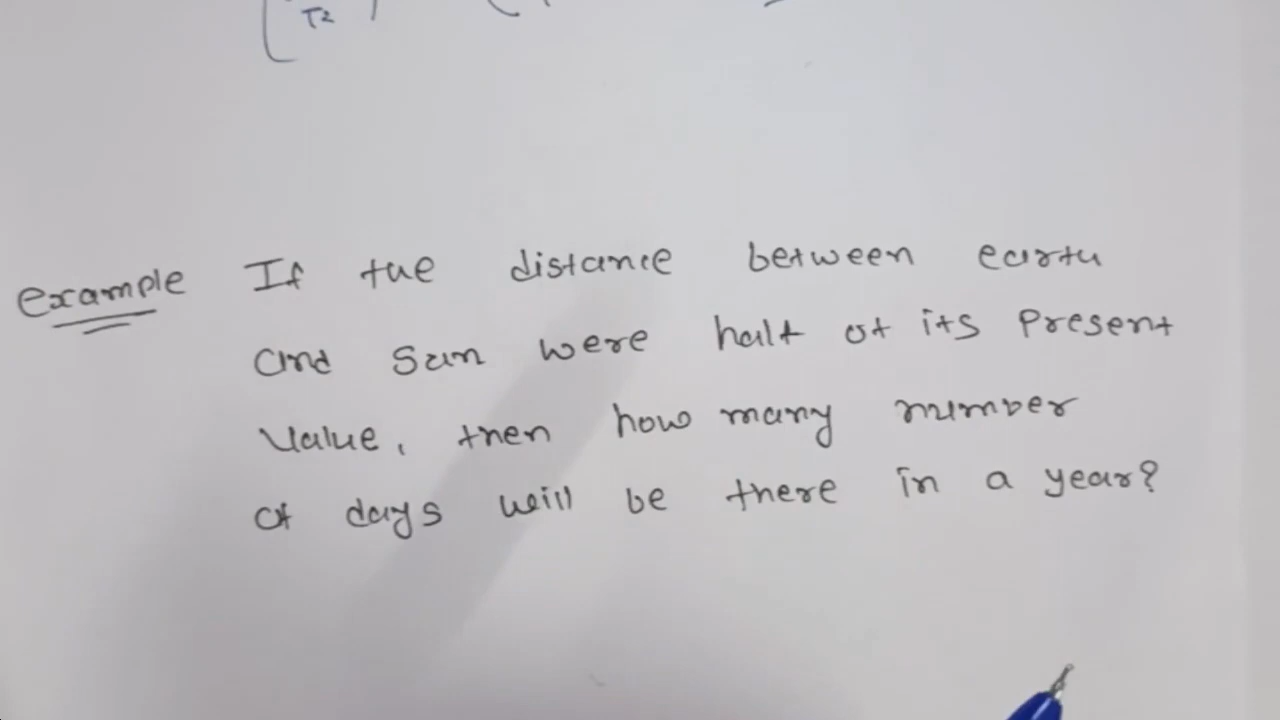 T2
example If the distance between earth
and sun were half of its present
value, then how many number
of days will be there in a year?